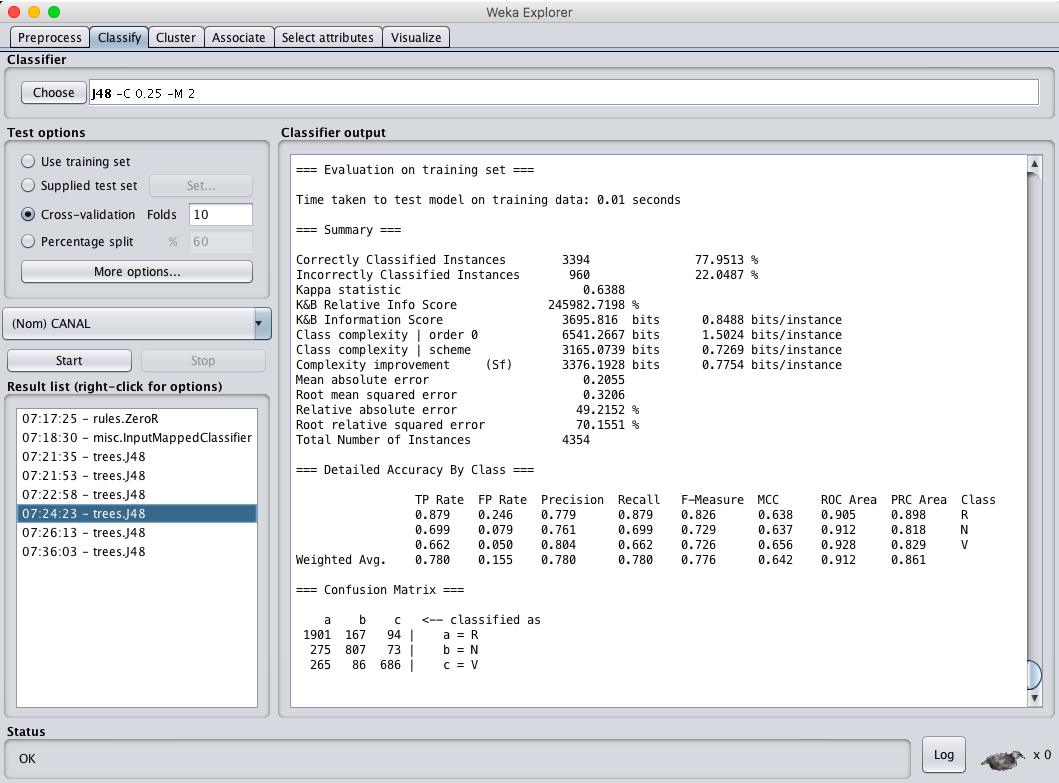 Weka Explorer
Preprocess Classify Cluster Associate Select attributes Visualize
Classifier
Choose J48 -C 0.25 -M 2
Test options
Use training set
Supplied test set Set...
Cross-validation Folds 10
Percentage split % 60
More options...
(Nom) CANAL
Start Stop
Result list (right-click for options)
07:17:25 - rules.ZeroR
07:18:30 - misc.InputMappedClassifier
07:21:35 - trees.J48
07:21:53 - trees.J48
07:22:58 - trees.J48
07:24:23 - trees.J48
07:26:13 - trees.J48
07:36:03 - trees.J48
Classifier output
=== Evaluation on training set ===
Time taken to test model on training data: 0.01 seconds
=== Summary ===
Correctly Classified Instances 3394 77.9513 %
Incorrectly Classified Instances 960 22.0487 %
Kappa statistic 0.6388
K&B Relative Info Score 245982.7198 %
K&B Information Score 3695.816 bits 0.8488 bits/instance
Class complexity | order 0 6541.2667 bits 1.5024 bits/instance
Class complexity | scheme 3165.0739 bits 0.7269 bits/instance
Complexity improvement (Sf) 3376.1928 bits 0.7754 bits/instance
Mean absolute error 0.2055
Root mean squared error 0.3206
Relative absolute error 49.2152 %
Root relative squared error 70.1551 %
Total Number of Instances 4354
=== Detailed Accuracy By Class ===
TP Rate FP Rate Precision Recall F-Measure MCC ROC Area PRC Area Class
0.879 0.246 0.779 0.879 0.826 0.638 0.905 0.898 R
0.699 0.079 0.761 0.699 0.729 0.637 0.912 0.818 N
0.662 0.050 0.804 0.662 0.726 0.656 0.928 0.829 V
Weighted Avg. 0.780 0.155 0.780 0.780 0.776 0.642 0.912 0.861
=== Confusion Matrix ===
a b c <-- classified as
1901 167 94 | a = R
275 807 73 | b = N
265 86 686 | c = V
Status
OK
Log x 0